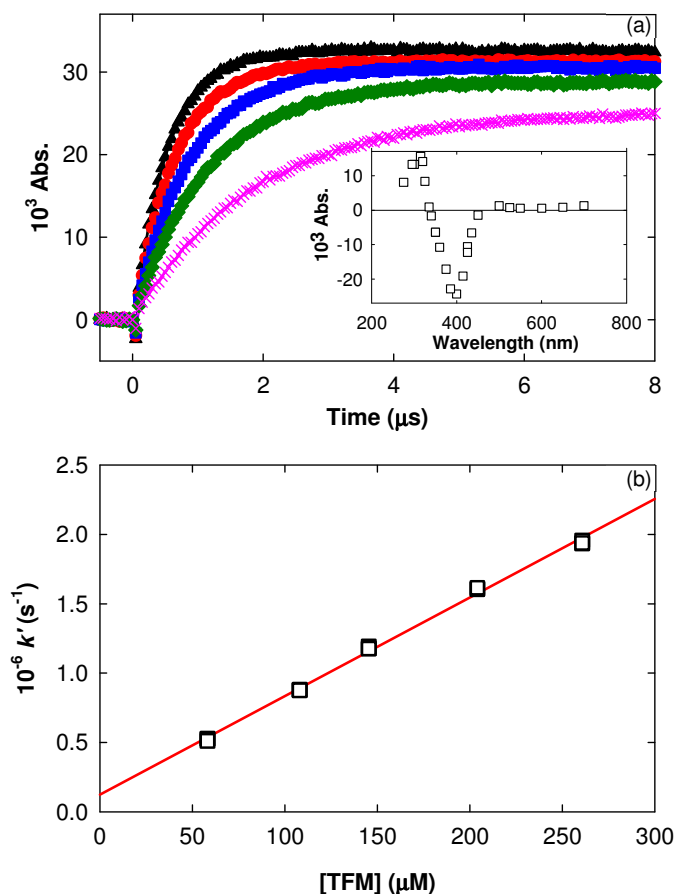 (a)
30
20
10
0
10³ Abs.
0 2 4 6 8
Time (μs)
10
0
-10
-20
10³ Abs.
200 400 600 800
Wavelength (nm)
(b)
2.5
2.0
1.5
1.0
0.5
0.0
10⁻⁶ k′ (s⁻¹)
0 50 100 150 200 250 300
[TFM] (μM)